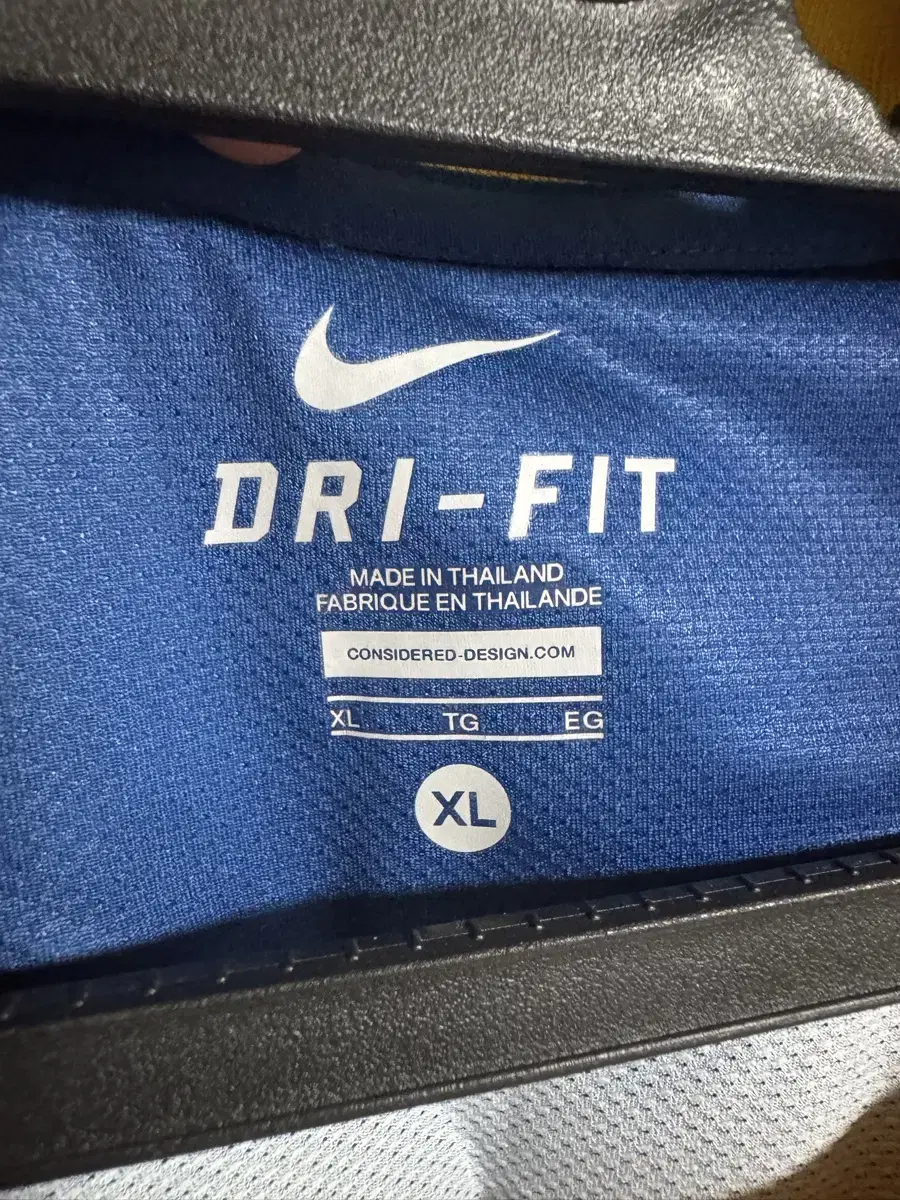 DRI-FIT
MADE IN THAILAND
FABRIQUE EN THAILANDE
CONSIDERED-DESIGN.COM
XL TG EG
XL